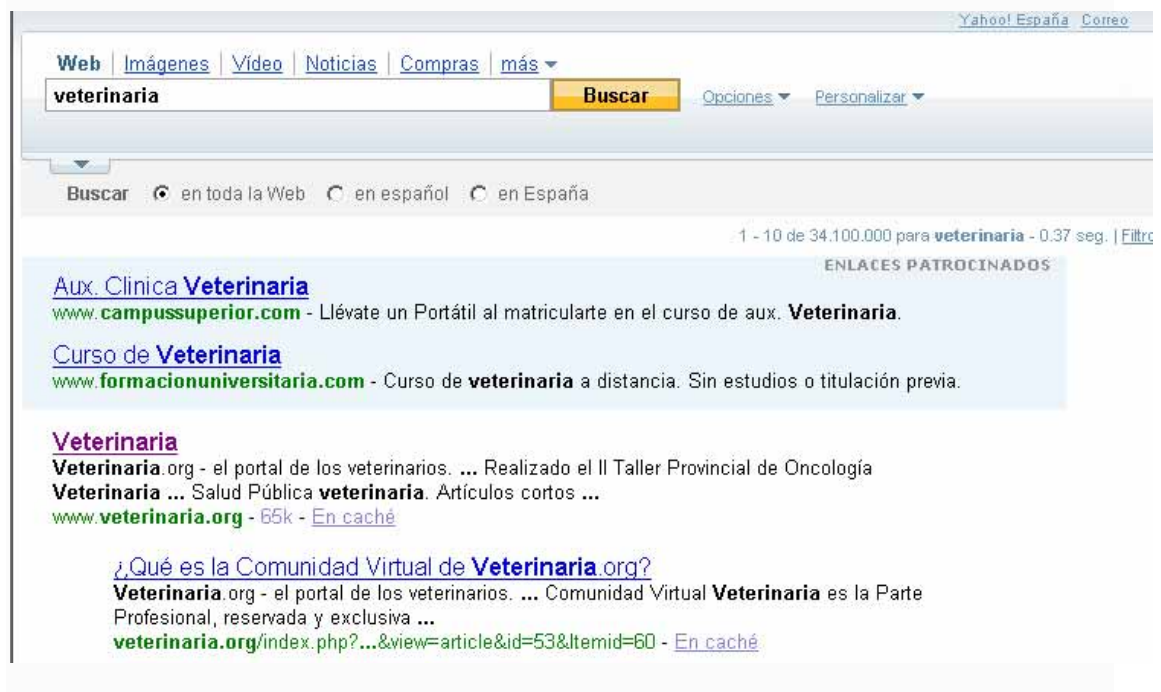 Yahoo! España Correo
Web | Imágenes | Vídeo | Noticias | Compras | más
veterinaria Buscar Opciones Personalizar
Buscar en toda la Web en español en España
1 - 10 de 34.100.000 para veterinaria - 0.37 seg. | Filtro
ENLACES PATROCINADOS
Aux. Clinica Veterinaria
www.campussuperior.com - Llévate un Portátil al matricularte en el curso de aux. Veterinaria.
Curso de Veterinaria
www.formacionuniversitaria.com - Curso de veterinaria a distancia. Sin estudios o titulación previa.
Veterinaria
Veterinaria.org - el portal de los veterinarios. ... Realizado el II Taller Provincial de Oncología
Veterinaria ... Salud Pública veterinaria. Artículos cortos ...
www.veterinaria.org - 65k - En caché
¿Qué es la Comunidad Virtual de Veterinaria.org?
Veterinaria.org - el portal de los veterinarios. ... Comunidad Virtual Veterinaria es la Parte
Profesional, reservada y exclusiva ...
veterinaria.org/index.php?...&view=article&id=53&Itemid=60 - En caché